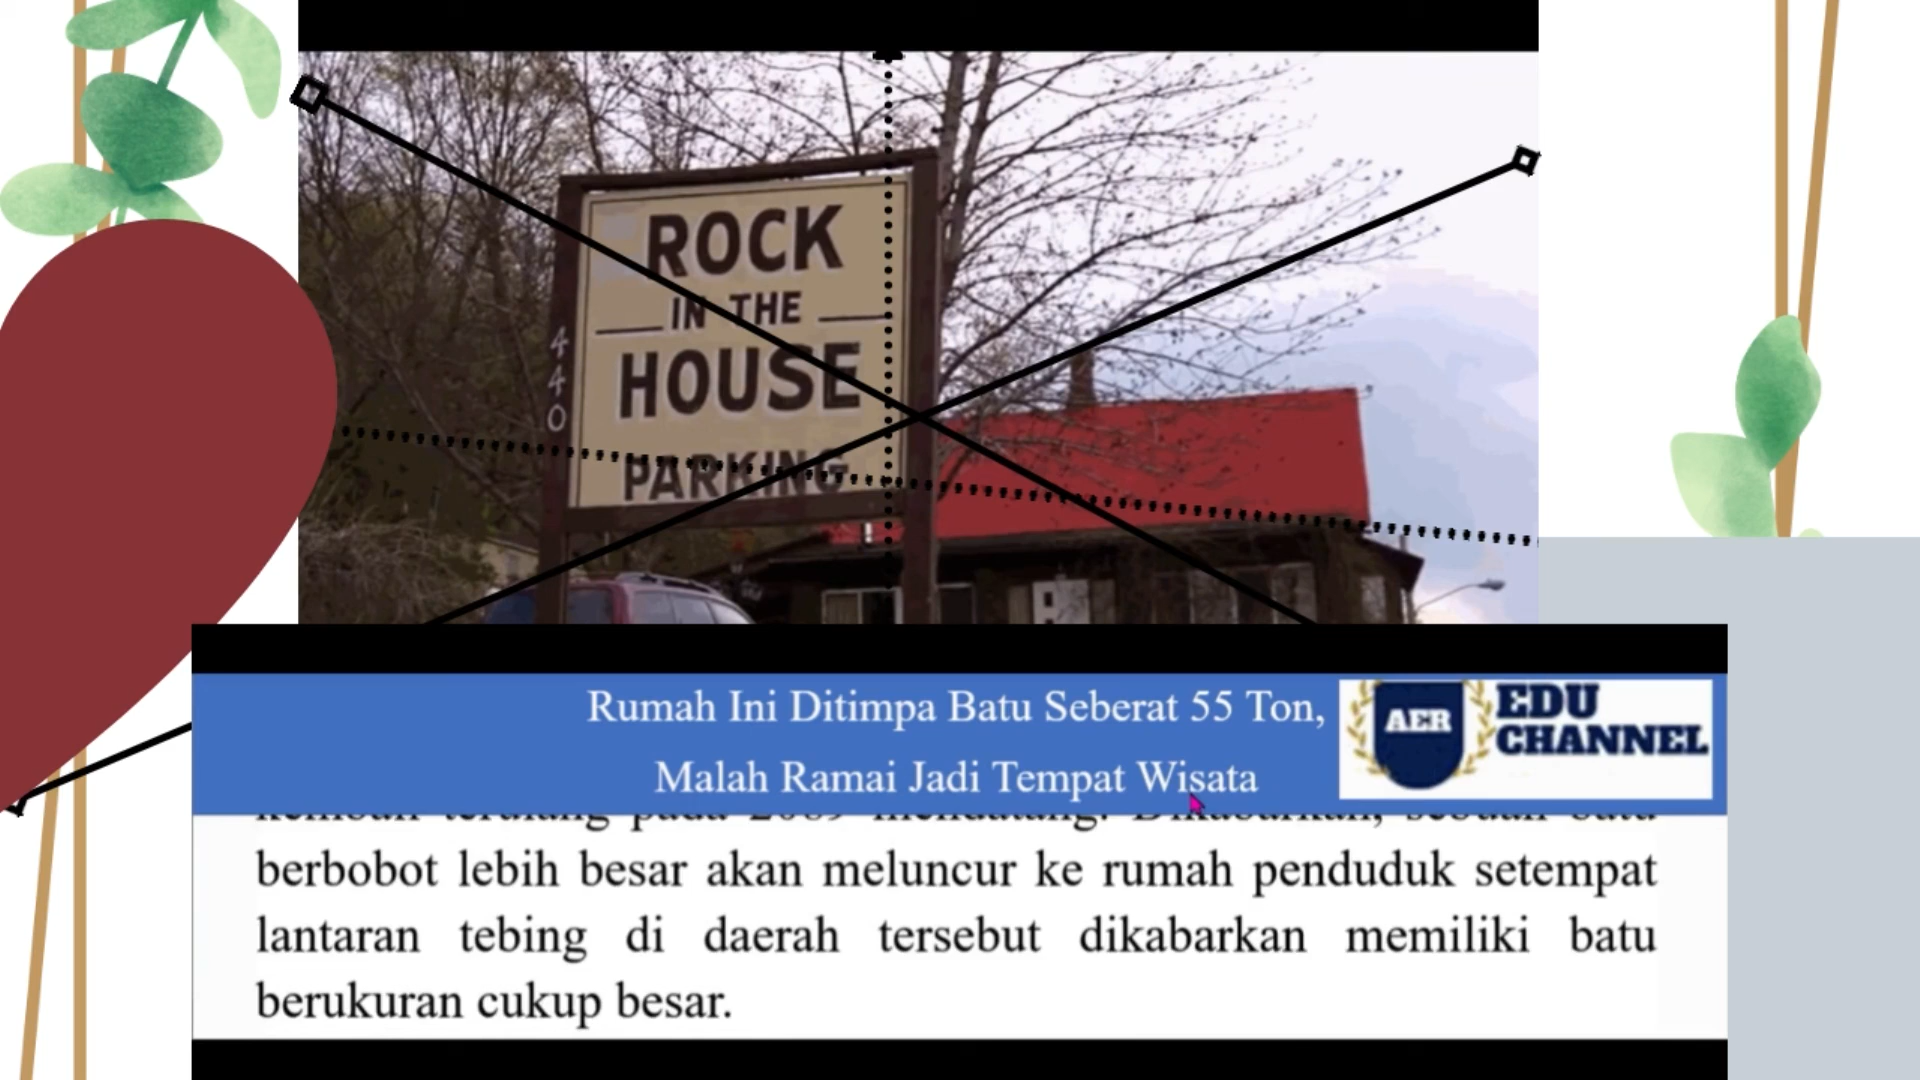 ROCK
IN THE
HOUSE
PARKING
440
Rumah Ini Ditimpa Batu Seberat 55 Ton,
Malah Ramai Jadi Tempat Wisata
AER
EDU
CHANNEL
berbobot lebih besar akan meluncur ke rumah penduduk setempat
lantaran tebing di daerah tersebut dikabarkan memiliki batu
berukuran cukup besar.